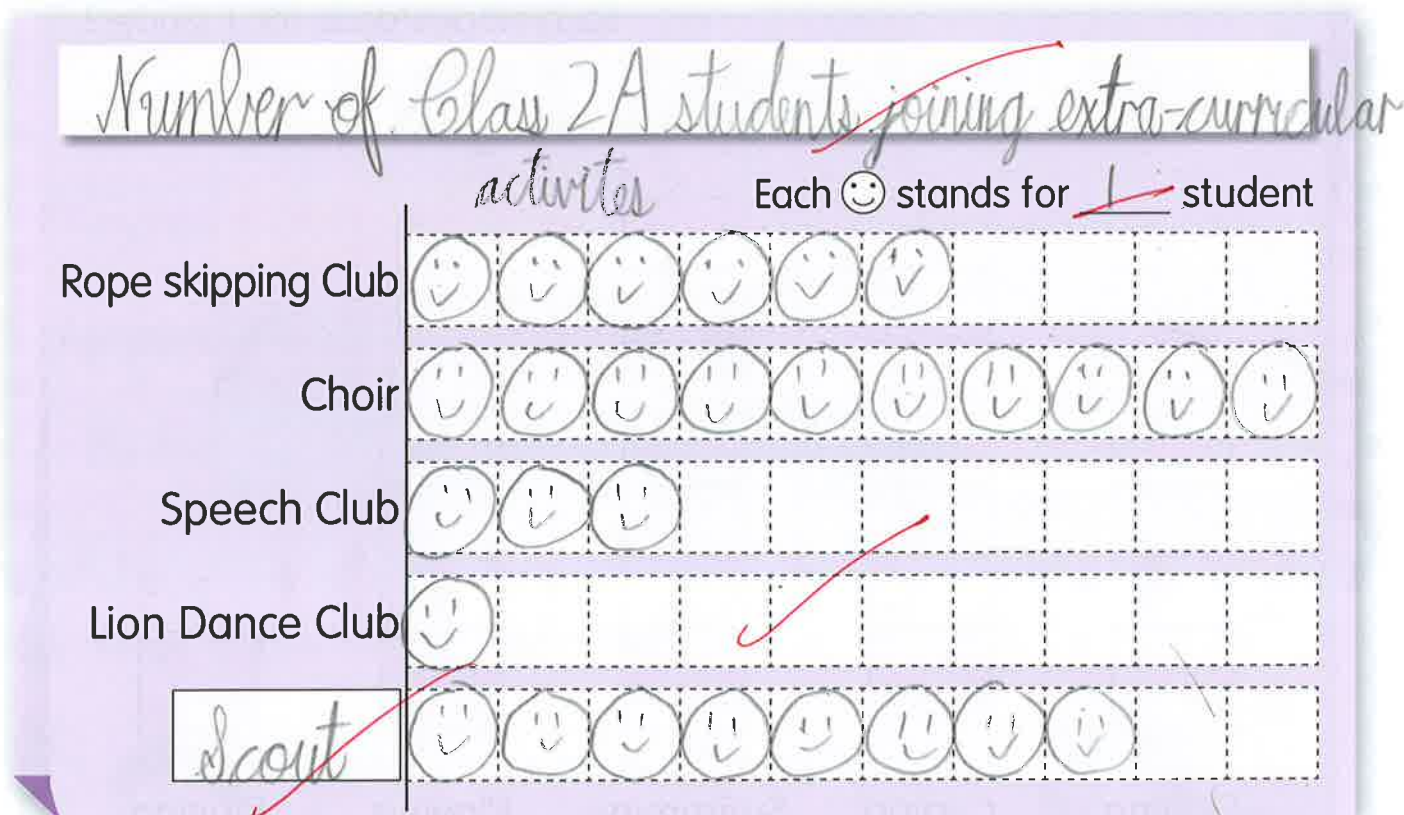 Number of Class 2A students joining extra-curricular
activites
Each stands for 1 student
Rope skipping Club
Choir
Speech Club
Lion Dance Club
Scout